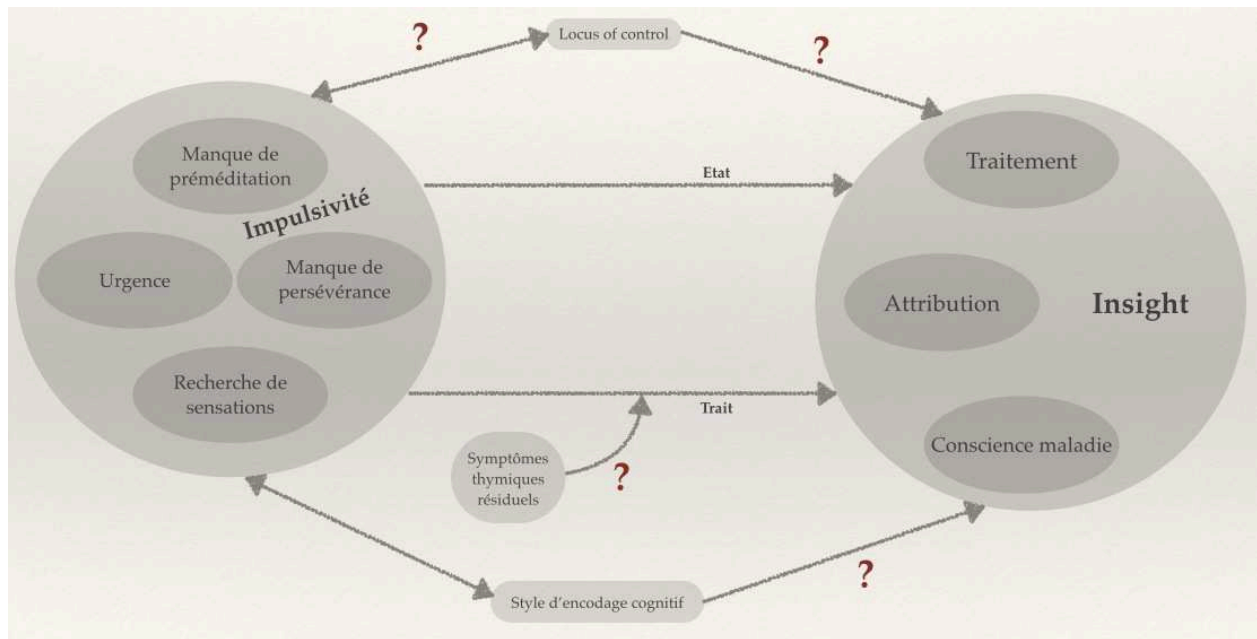 ?
Locus of control
?
Manque de
préméditation
Impulsivité
Traitement
Etat
Urgence
Manque de
persévérance
Attribution
Insight
Recherche de
sensations
Trait
Symptômes
thymiques
résiduels
?
Conscience maladie
Style d'encodage cognitif
?